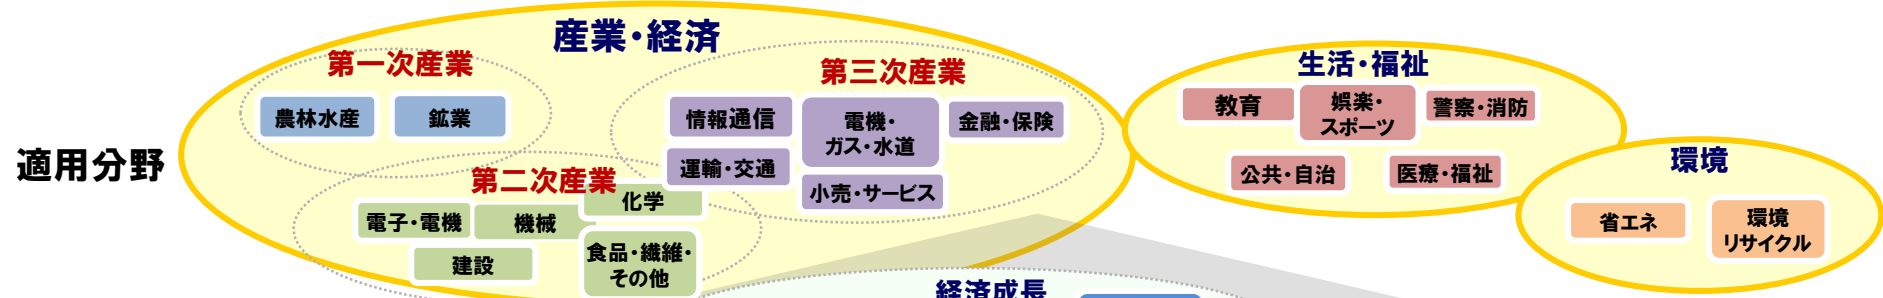 適用分野
産業・経済
第一次産業
農林水産
鉱業
第二次産業
電子・電機
機械
化学
建設
食品・繊維・
その他
第三次産業
情報通信
電機・
ガス・水道
金融・保険
運輸・交通
小売・サービス
生活・福祉
教育
娯楽・
スポーツ
警察・消防
公共・自治
医療・福祉
環境
省エネ
環境
リサイクル
経済成長